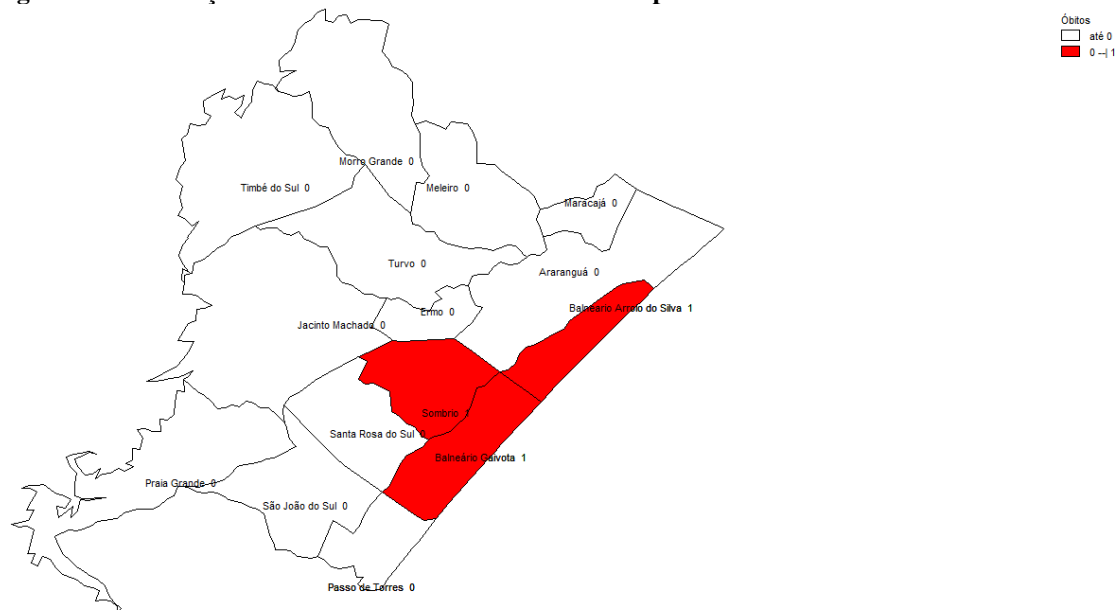 Óbitos
até 0
0 --| 1
Morro Grande 0
Timbé do Sul 0
Meleiro 0
Maracajá 0
Turvo 0
Araranguá 0
Balneário Arroio do Silva 1
Ermo 0
Jacinto Machado 0
Sombrio 1
Santa Rosa do Sul 0
Balneário Gaivota 1
Praia Grande 0
São João do Sul 0
Passo de Torres 0